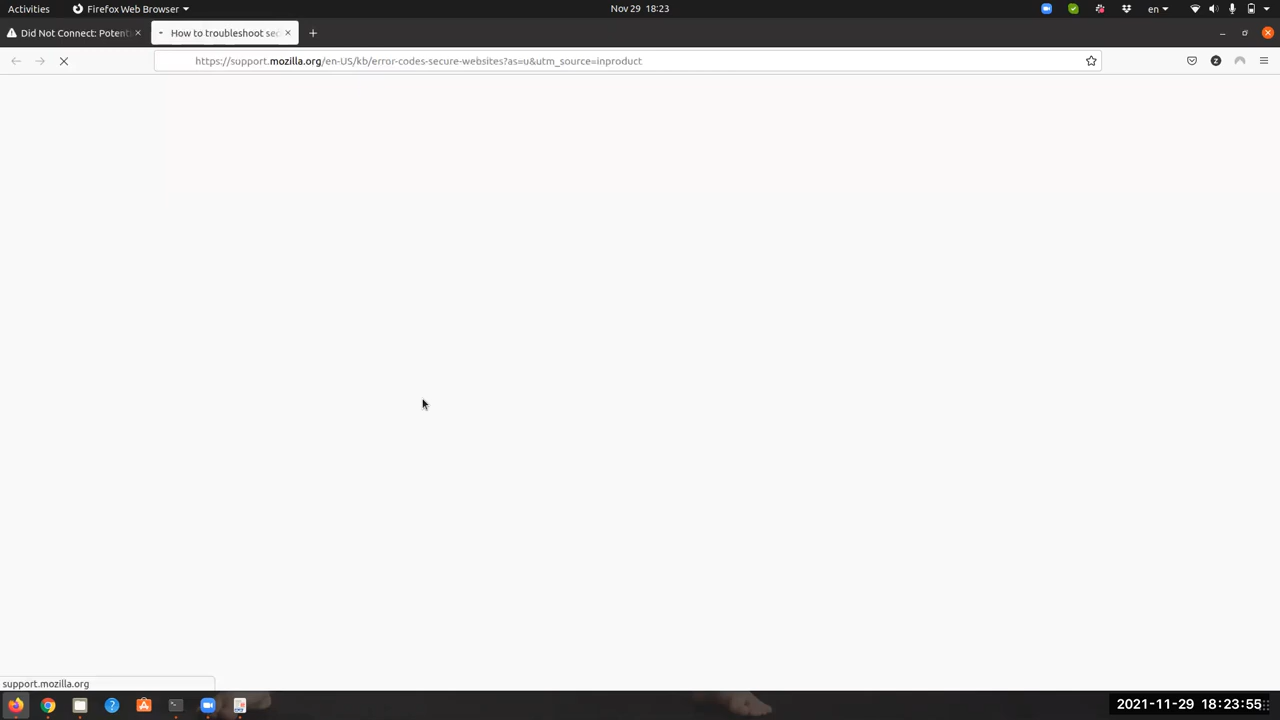 Activities
Firefox Web Browser
Nov 29 18:23
en
Did Not Connect: Potent
How to troubleshoot sec
https://support.mozilla.org/en-US/kb/error-codes-secure-websites?as=u&utm_source=inproduct
Z
support.mozilla.org
?
2021-11-29 18:23:55